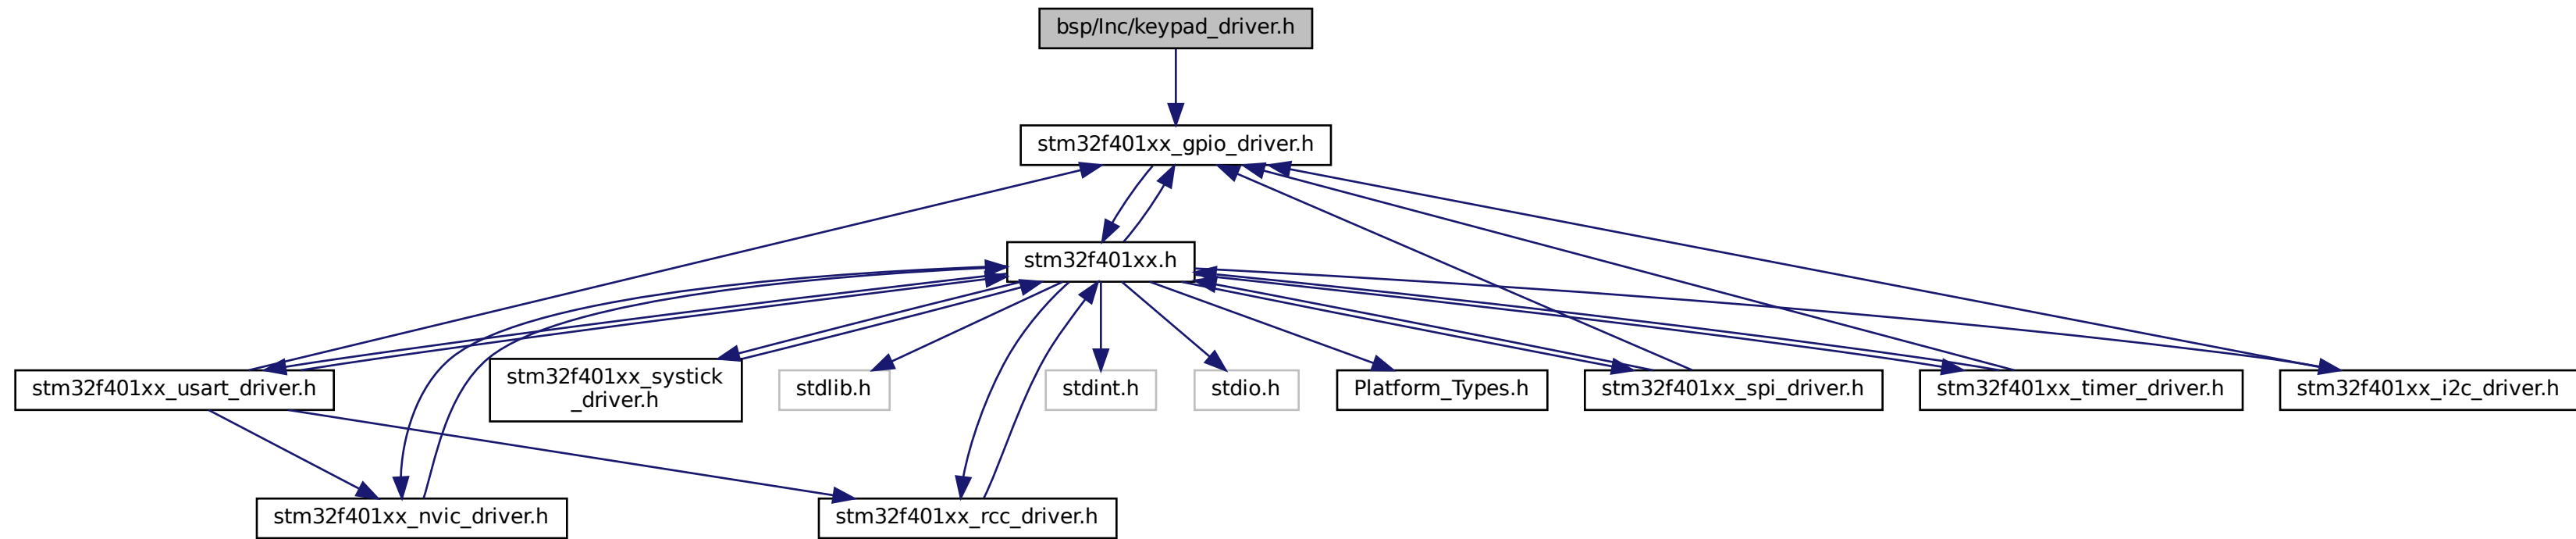 bsp/Inc/keypad_driver.h
stm32f401xx_gpio_driver.h
stm32f401xx.h
stm32f401xx_usart_driver.h
stm32f401xx_systick
_driver.h
stdlib.h
stdint.h
stdio.h
Platform_Types.h
stm32f401xx_spi_driver.h
stm32f401xx_timer_driver.h
stm32f401xx_i2c_driver.h
stm32f401xx_nvic_driver.h
stm32f401xx_rcc_driver.h